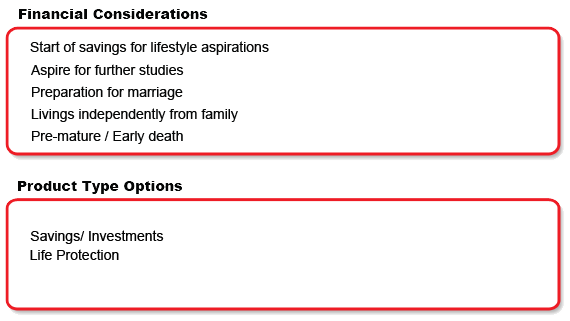 Financial Considerations
Start of savings for lifestyle aspirations
Aspire for further studies
Preparation for marriage
Livings independently from family
Pre-mature / Early death
Product Type Options
Savings/ Investments
Life Protection